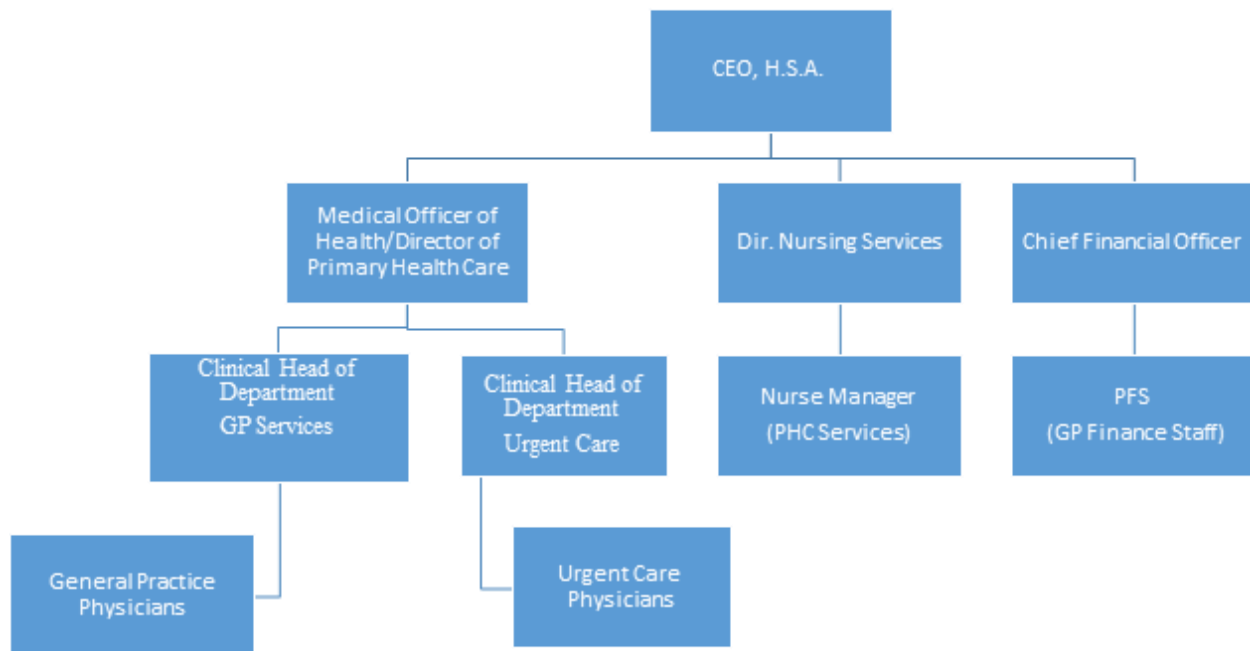 CEO, H.S.A.
Medical Officer of
Health/Director of
Primary Health Care
Dir. Nursing Services
Chief Financial Officer
Clinical Head of
Department
GP Services
Clinical Head of
Department
Urgent Care
Nurse Manager
(PHC Services)
PFS
(GP Finance Staff)
General Practice
Physicians
Urgent Care
Physicians